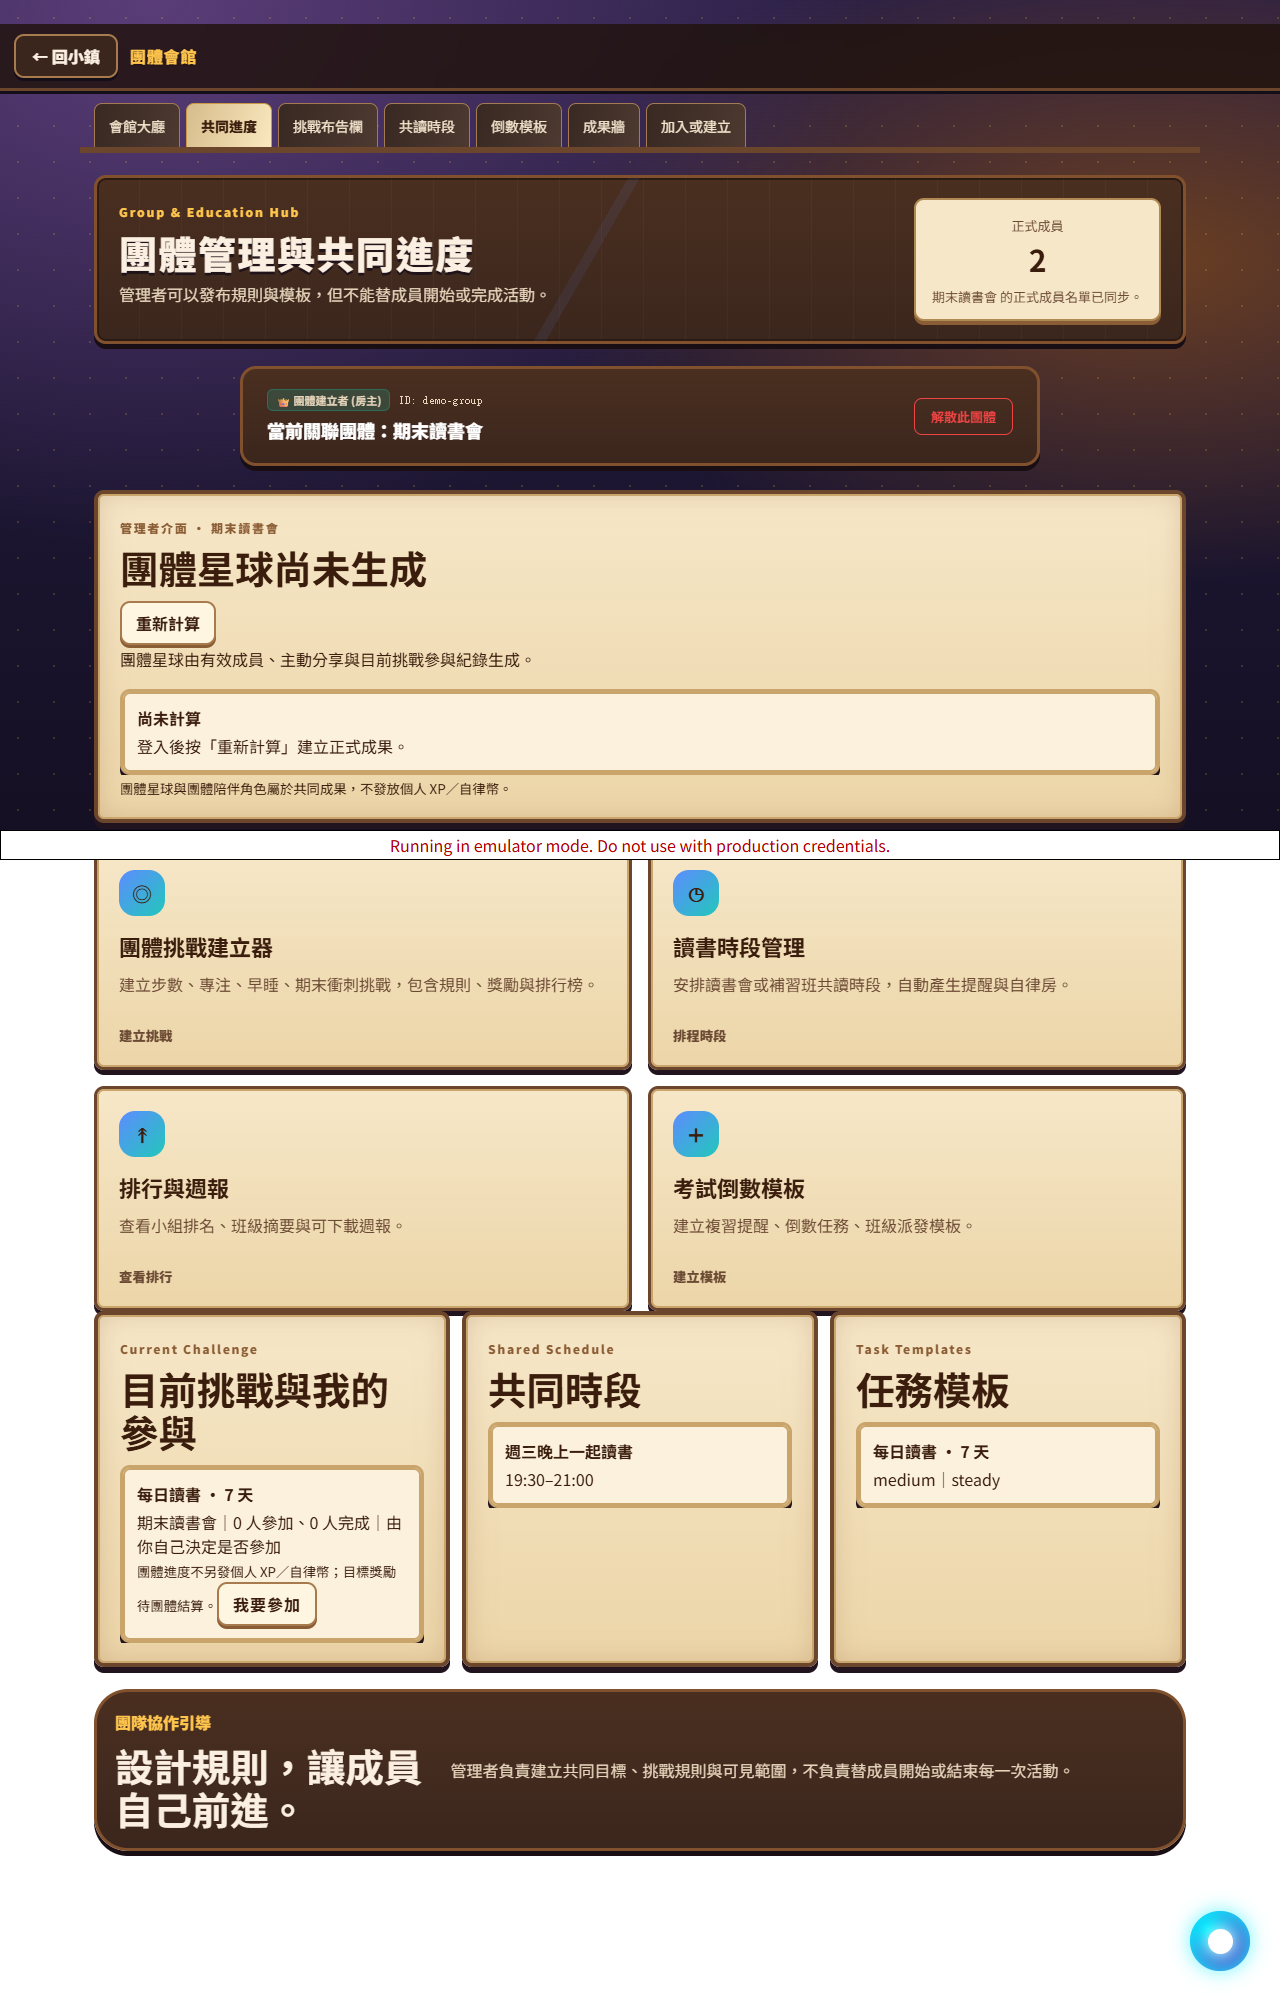 ← 回小鎮
團體會館
會館大廳
共同進度
挑戰布告欄
共讀時段
倒數模板
成果牆
加入或建立
Group & Education Hub
團體管理與共同進度
管理者可以發布規則與模板，但不能替成員開始或完成活動。
正式成員
2
期末讀書會 的正式成員名單已同步。
團體建立者 (房主)
ID: demo-group
當前關聯團體：期末讀書會
解散此團體
管理者介面 · 期末讀書會
團體星球尚未生成
重新計算
團體星球由有效成員、主動分享與目前挑戰參與紀錄生成。
尚未計算
登入後按「重新計算」建立正式成果。
團體星球與團體陪伴角色屬於共同成果，不發放個人 XP／自律幣。
Running in emulator mode. Do not use with production credentials.
團體挑戰建立器
建立步數、專注、早睡、期末衝刺挑戰，包含規則、獎勵與排行榜。
建立挑戰
讀書時段管理
安排讀書會或補習班共讀時段，自動產生提醒與自律房。
排程時段
排行與週報
查看小組排名、班級摘要與可下載週報。
查看排行
考試倒數模板
建立複習提醒、倒數任務、班級派發模板。
建立模板
Current Challenge
目前挑戰與我的
參與
每日讀書 · 7 天
期末讀書會｜0 人參加、0 人完成｜由
你自己決定是否參加
團體進度不另發個人 XP／自律幣；目標獎勵
待團體結算。
我要參加
Shared Schedule
共同時段
週三晚上一起讀書
19:30–21:00
Task Templates
任務模板
每日讀書 · 7 天
medium｜steady
團隊協作引導
設計規則，讓成員
自己前進。
管理者負責建立共同目標、挑戰規則與可見範圍，不負責替成員開始或結束每一次活動。